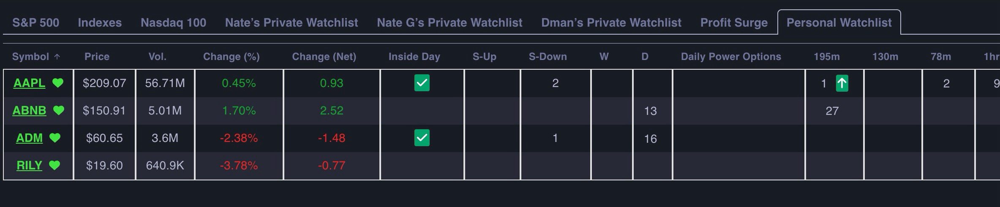 S&P 500 Indexes Nasdaq 100 Nate’s Private Watchlist Nate G’s Private Watchlist Dman’s Private Watchlist Profit Surge Personal Watchlist
Symbol ↑ Price Vol. Change (%) Change (Net) Inside Day S-Up S-Down W D Daily Power Options 195m 130m 78m 1hr
AAPL $209.07 56.71M 0.45% 0.93 2 1 2 9
ABNB $150.91 5.01M 1.70% 2.52 13 27
ADM $60.65 3.6M -2.38% -1.48 1 16
RILY $19.60 640.9K -3.78% -0.77